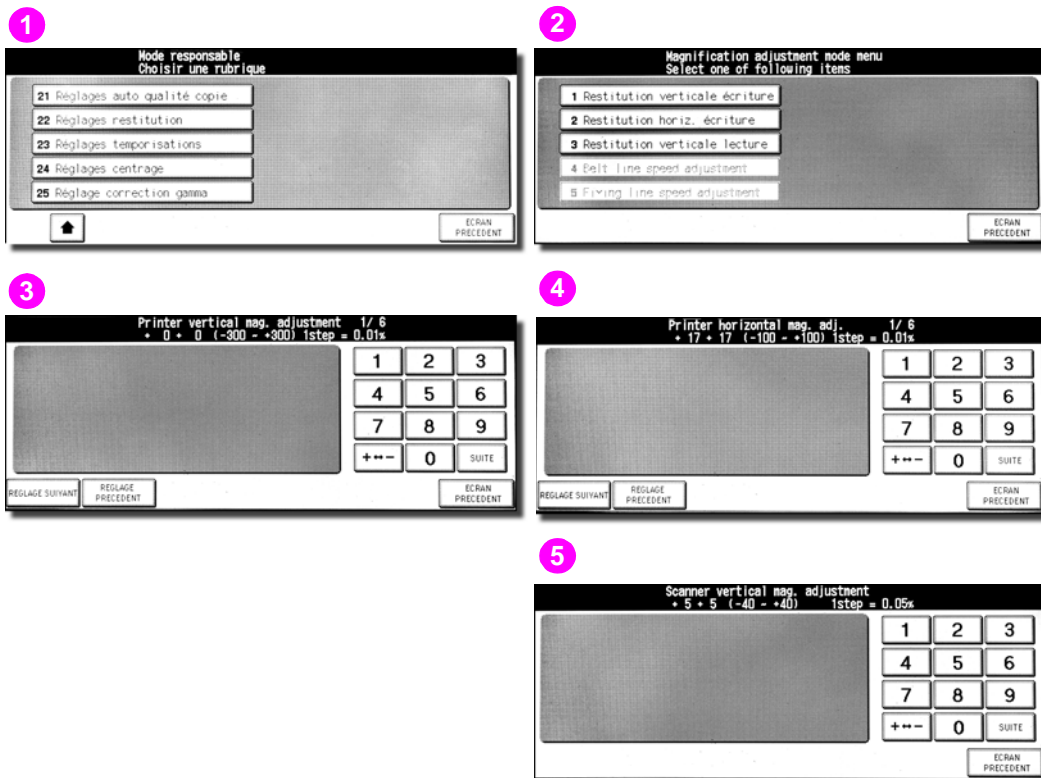 1
Mode responsable
Choisir une rubrique
21 Réglages auto qualité copie
22 Réglages restitution
23 Réglages temporisations
24 Réglages centrage
25 Réglage correction gamma
ECRAN
PRECEDENT
2
Magnification adjustment mode menu
Select one of following items
1 Restitution verticale écriture
2 Restitution horiz. écriture
3 Restitution verticale lecture
4 Belt line speed adjustment
5 Fixing line speed adjustment
ECRAN
PRECEDENT
3
Printer vertical mag. adjustment 1/ 6
+ 0 + 0 (-300 ~ +300) 1step = 0.01%
1 2 3
4 5 6
7 8 9
+↔- 0 SUITE
REGLAGE SUIVANT
REGLAGE
PRECEDENT
ECRAN
PRECEDENT
4
Printer horizontal mag. adj. 1/ 6
+ 17 + 17 (-100 ~ +100) 1step = 0.01%
1 2 3
4 5 6
7 8 9
+↔- 0 SUITE
REGLAGE SUIVANT
REGLAGE
PRECEDENT
ECRAN
PRECEDENT
5
Scanner vertical mag. adjustment
+ 5 + 5 (-40 ~ +40) 1step = 0.05%
1 2 3
4 5 6
7 8 9
+↔- 0 SUITE
ECRAN
PRECEDENT